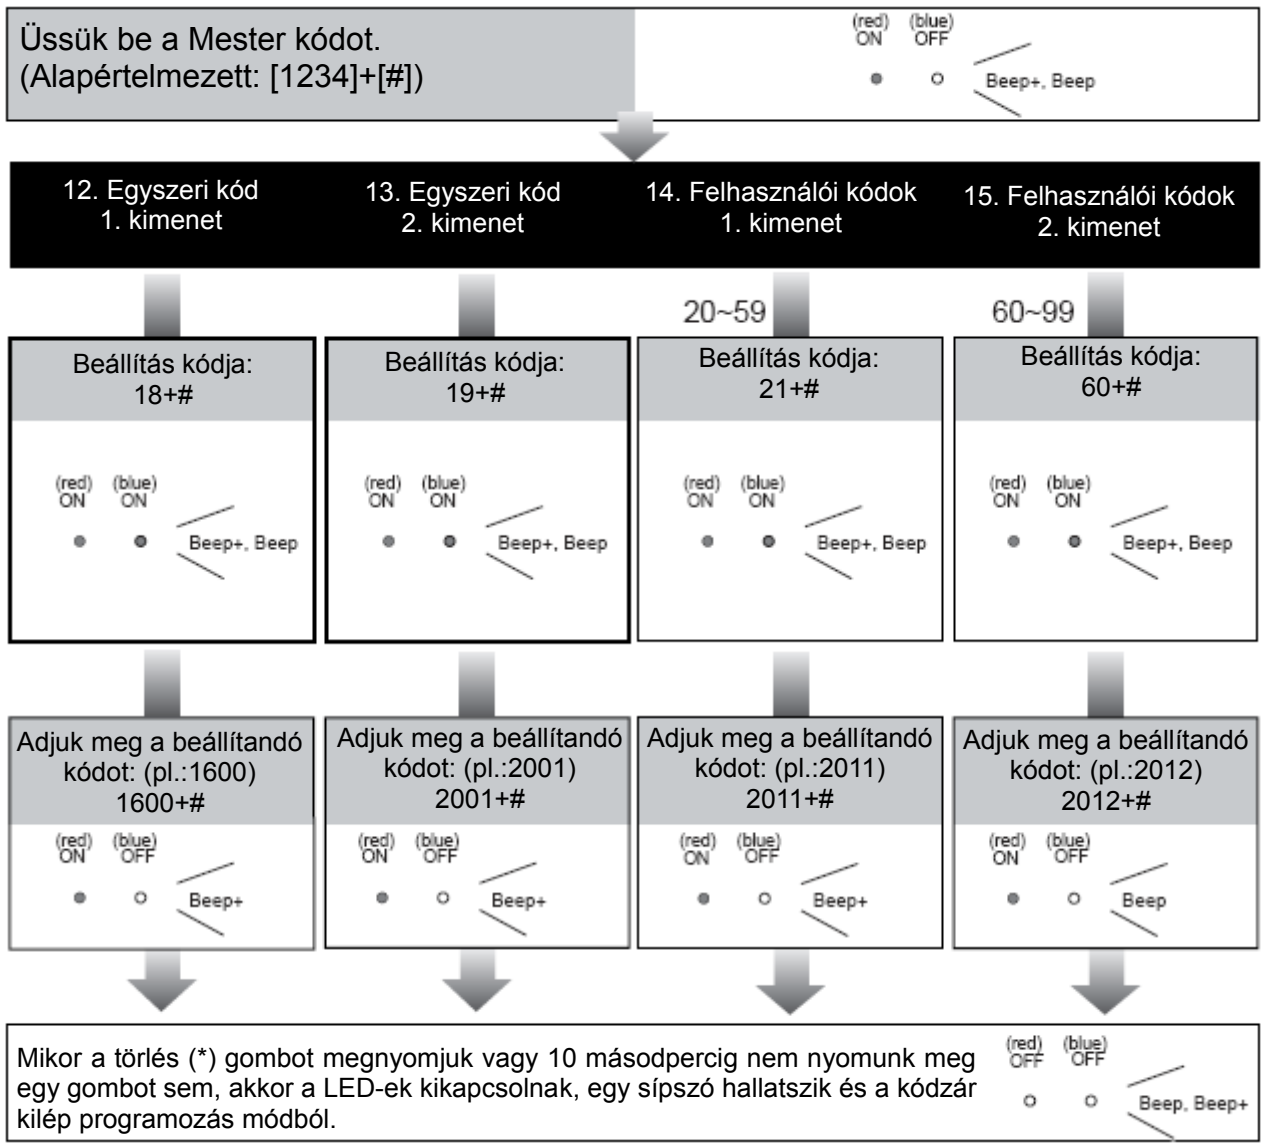 Üssük be a Mester kódot.
(Alapértelmezett: [1234]+[#])
(red) (blue)
ON OFF
Beep+, Beep
12. Egyszeri kód
1. kimenet
13. Egyszeri kód
2. kimenet
14. Felhasználói kódok
1. kimenet
15. Felhasználói kódok
2. kimenet
20~59
60~99
Beállítás kódja:
18+#
(red) (blue)
ON ON
Beep+, Beep
Beállítás kódja:
19+#
(red) (blue)
ON ON
Beep+, Beep
Beállítás kódja:
21+#
(red) (blue)
ON ON
Beep+, Beep
Beállítás kódja:
60+#
(red) (blue)
ON ON
Beep+, Beep
Adjuk meg a beállítandó
kódot: (pl.:1600)
1600+#
(red) (blue)
ON OFF
Beep+
Adjuk meg a beállítandó
kódot: (pl.:2001)
2001+#
(red) (blue)
ON OFF
Beep+
Adjuk meg a beállítandó
kódot: (pl.:2011)
2011+#
(red) (blue)
ON OFF
Beep+
Adjuk meg a beállítandó
kódot: (pl.:2012)
2012+#
(red) (blue)
ON OFF
Beep
Mikor a törlés (*) gombot megnyomjuk vagy 10 másodpercig nem nyomunk meg
egy gombot sem, akkor a LED-ek kikapcsolnak, egy sípszó hallatszik és a kódzár
kilép programozás módból.
(red) (blue)
OFF OFF
Beep, Beep+